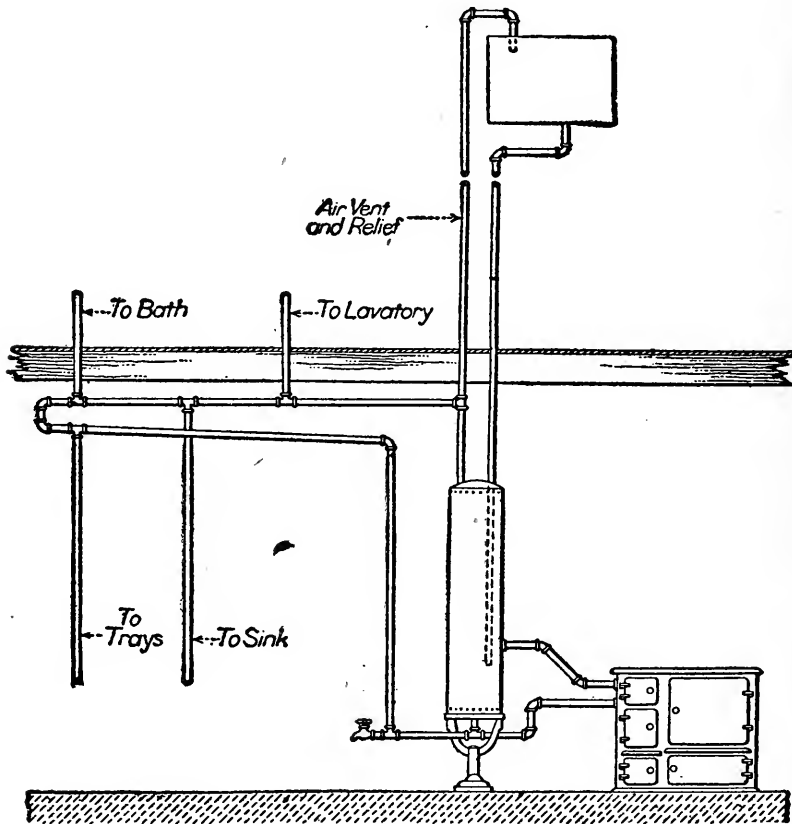 Air Vent
and Relief
To Bath
To Lavatory
To
Trays
To Sink